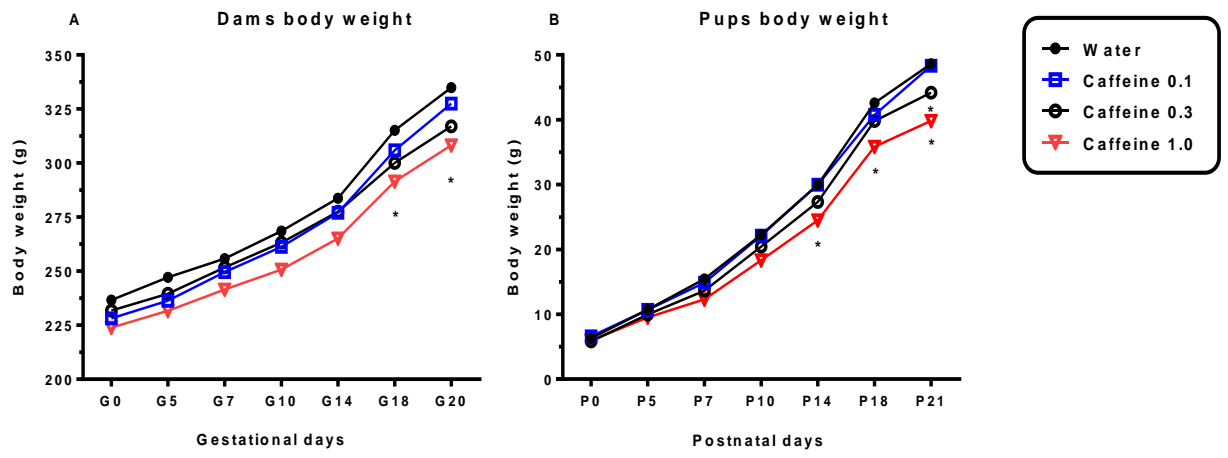 A
Dams body weight
350
325
300
275
250
225
200
Body weight (g)
*
*
G0 G5 G7 G10 G14 G18 G20
Gestational days
B
Pups body weight
50
40
30
20
10
0
Body weight (g)
*
*
*
*
P0 P5 P7 P10 P14 P18 P21
Postnatal days
Water
Caffeine 0.1
Caffeine 0.3
Caffeine 1.0